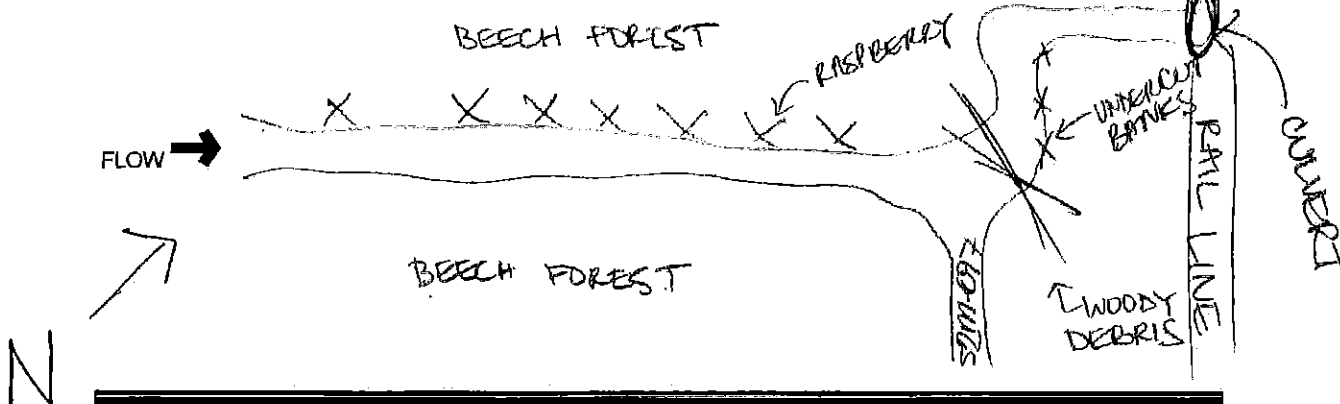 BEECH FOREST
RASPBERRY
UNDERCUT
BANKS
CULVERT
FLOW
RAIL LINE
BEECH FOREST
WOODY
DEBRIS
N